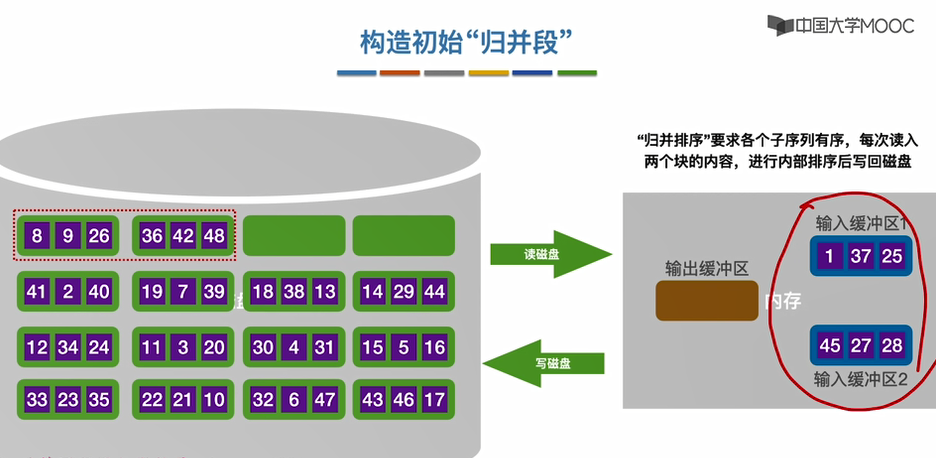 中国大学MOOC
构造初始“归并段”
“归并排序”要求各个子序列有序，每次读入
两个块的内容，进行内部排序后写回磁盘
8 9 26 36 42 48
41 2 40 19 7 39 18 38 13 14 29 44
12 34 24 11 3 20 30 4 31 15 5 16
33 23 35 22 21 10 32 6 47 43 46 17
读磁盘
写磁盘
输出缓冲区
内存
输入缓冲区1
1 37 25
45 27 28
输入缓冲区2